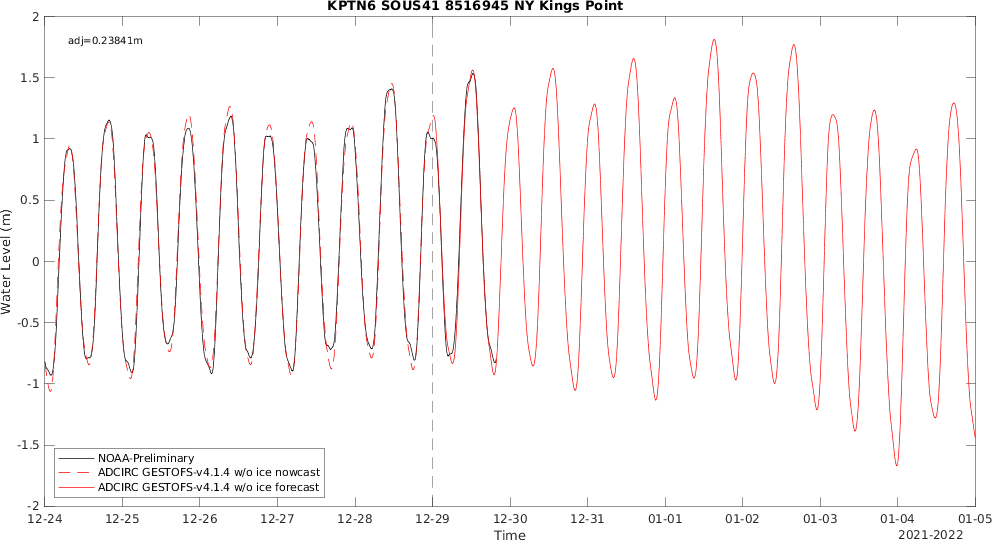 KPTN6 SOUS41 8516945 NY Kings Point
adj=0.23841m
2
1.5
1
0.5
0
-0.5
-1
-1.5
-2
Water Level (m)
NOAA-Preliminary
ADCIRC GESTOFS-v4.1.4 w/o ice nowcast
ADCIRC GESTOFS-v4.1.4 w/o ice forecast
12-24 12-25 12-26 12-27 12-28 12-29 12-30 12-31 01-01 01-02 01-03 01-04 01-05
Time
2021-2022